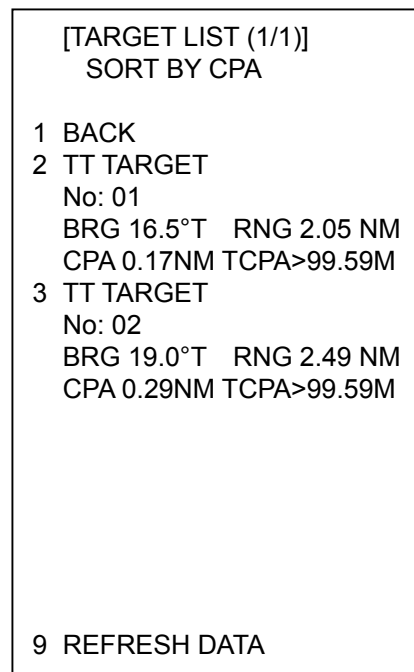 [TARGET LIST (1/1)]
SORT BY CPA
1 BACK
2 TT TARGET
No: 01
BRG 16.5°T RNG 2.05 NM
CPA 0.17NM TCPA>99.59M
3 TT TARGET
No: 02
BRG 19.0°T RNG 2.49 NM
CPA 0.29NM TCPA>99.59M
9 REFRESH DATA